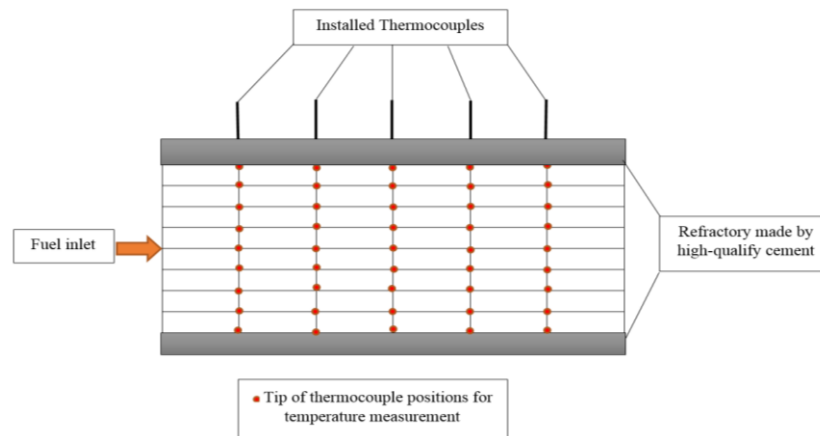 Installed Thermocouples
Fuel inlet
Refractory made by
high-qualify cement
Tip of thermocouple positions for
temperature measurement